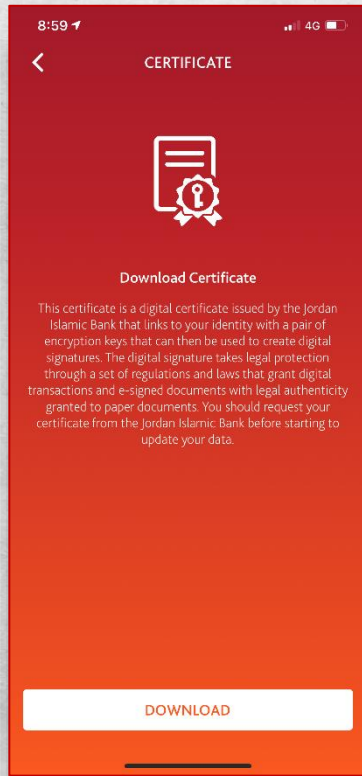 8:59
4G
CERTIFICATE
Download Certificate
This certificate is a digital certificate issued by the Jordan
Islamic Bank that links to your identity with a pair of
encryption keys that can then be used to create digital
signatures. The digital signature takes legal protection
through a set of regulations and laws that grant digital
transactions and e-signed documents with legal authenticity
granted to paper documents. You should request your
certificate from the Jordan Islamic Bank before starting to
update your data.
DOWNLOAD